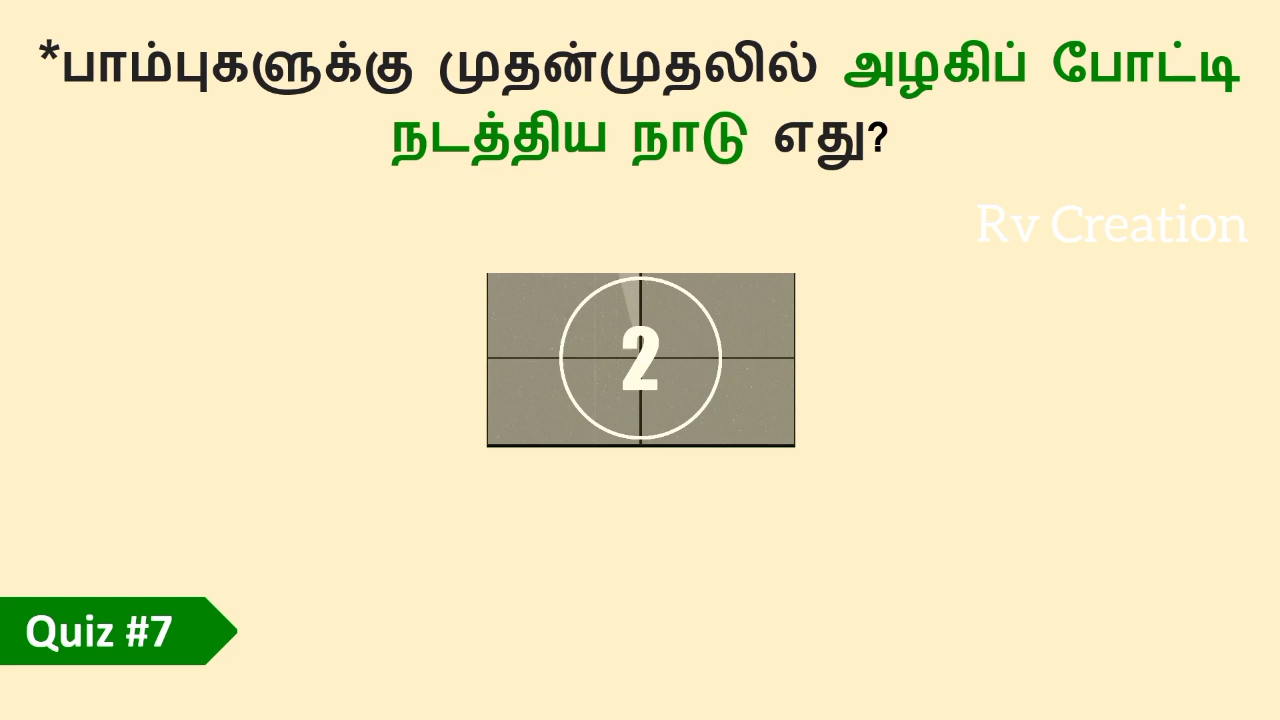 *பாம்புகளுக்கு முதன்முதலில் அழகிப் போட்டி
நடத்திய நாடு எது?
Rv Creation
2
Quiz #7